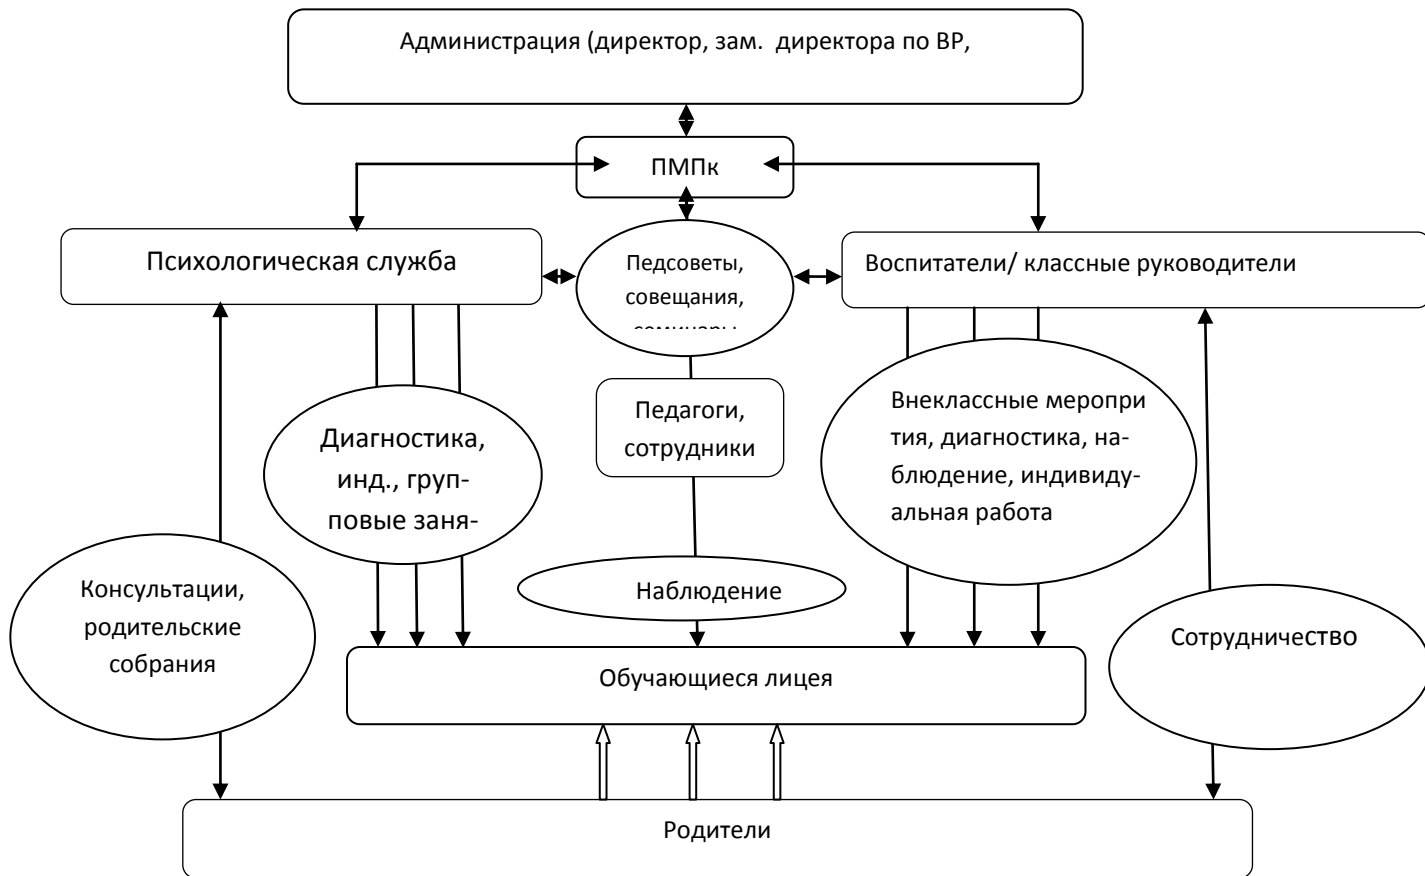 Администрация (директор, зам. директора по ВР,
ПМПк
Психологическая служба
Педсоветы,
совещания,
Воспитатели/ классные руководители
Педагоги,
сотрудники
Диагностика,
инд., груп-
повые заня-
Внеклассные меропри
тия, диагностика, на-
блюдение, индивиду-
альная работа
Консультации,
родительские
собрания
Наблюдение
Сотрудничество
Обучающиеся лицея
Родители